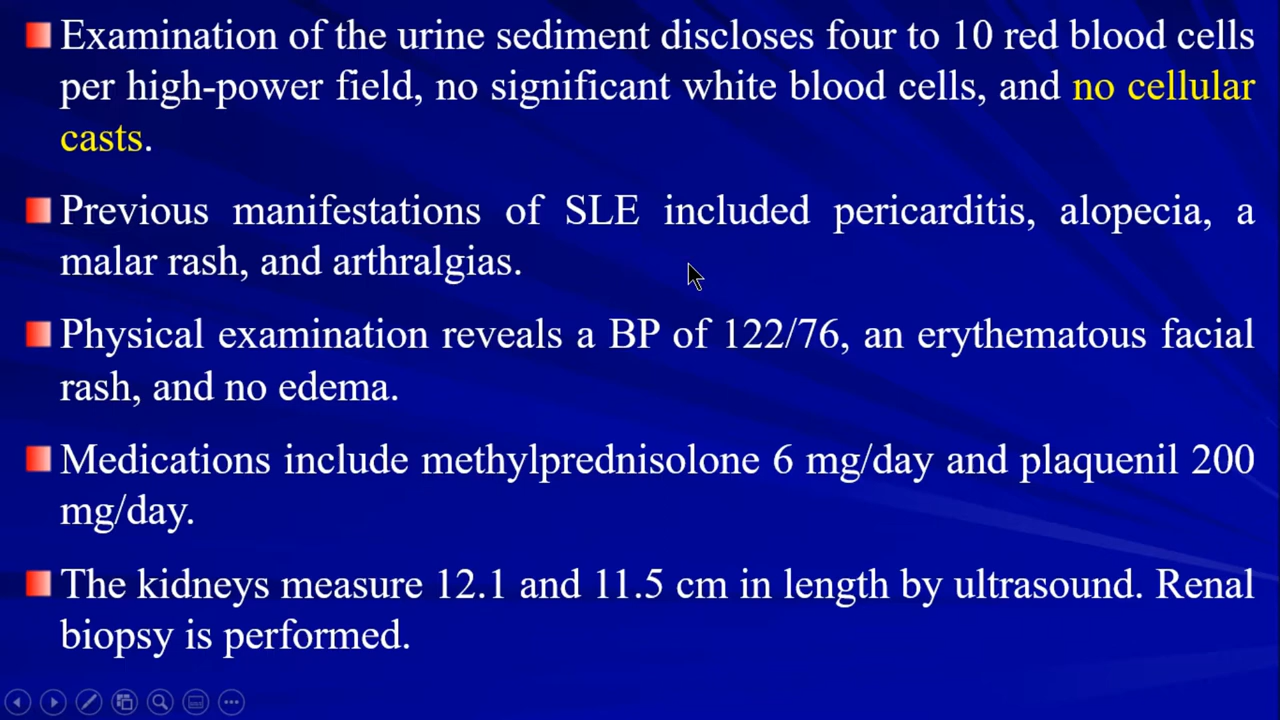 Examination of the urine sediment discloses four to 10 red blood cells
per high-power field, no significant white blood cells, and no cellular
casts.
Previous manifestations of SLE included pericarditis, alopecia, a
malar rash, and arthralgias.
Physical examination reveals a BP of 122/76, an erythematous facial
rash, and no edema.
Medications include methylprednisolone 6 mg/day and plaquenil 200
mg/day.
The kidneys measure 12.1 and 11.5 cm in length by ultrasound. Renal
biopsy is performed.